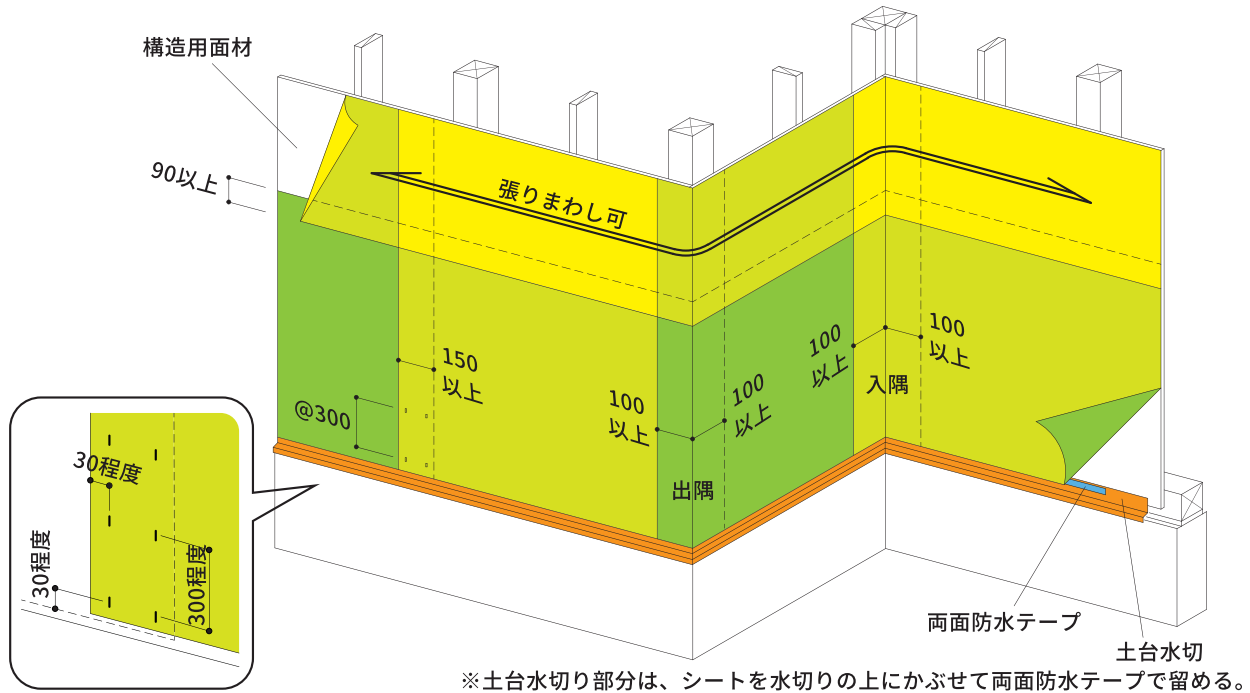 構造用面材
90以上
張りまわし可
150
以上
100
以上
100
以上
100
以上
100
以上
入隅
@300
出隅
30程度
30程度
300程度
両面防水テープ
土台水切
※土台水切り部分は、シートを水切りの上にかぶせて両面防水テープで留める。